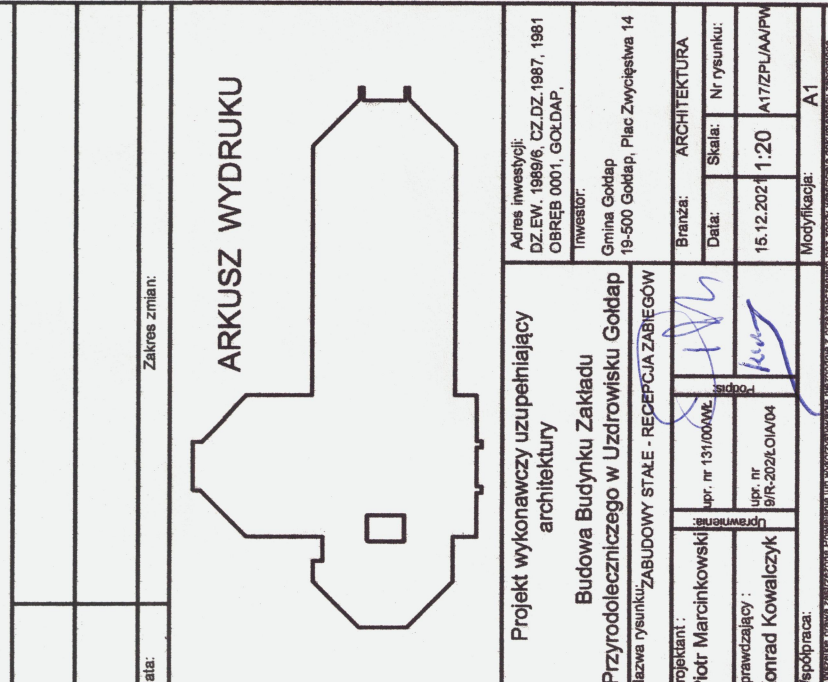 ata:
Zakres zmian:
ARKUSZ WYDRUKU
Projekt wykonawczy uzupełniający
architektury
Budowa Budynku Zakładu
Przyrodoleczniczego w Uzdrowisku Gołdap
Adres inwestycji:
DZ.EW. 1989/6, CZ.DZ.1987, 1981
OBRĘB 0001, GOŁDAP,
Inwestor:
Gmina Gołdap
19-500 Gołdap, Plac Zwycięstwa 14
azwa rysunku:
ZABUDOWY STAŁE - RECEPCJA ZABIEGÓW
Branża: ARCHITEKTURA
rojektant :
iotr Marcinkowski
Uprawnienia:
upr. nr 131/00/WŁ
Podpis:
Data: Skala: Nr rysunku:
15.12.2021 1:20 A17/ZPL/AA/PW
prawdzający :
onrad Kowalczyk
upr. nr
9/R-202/ŁOIA/04
spółpraca:
Modyfikacja: A1